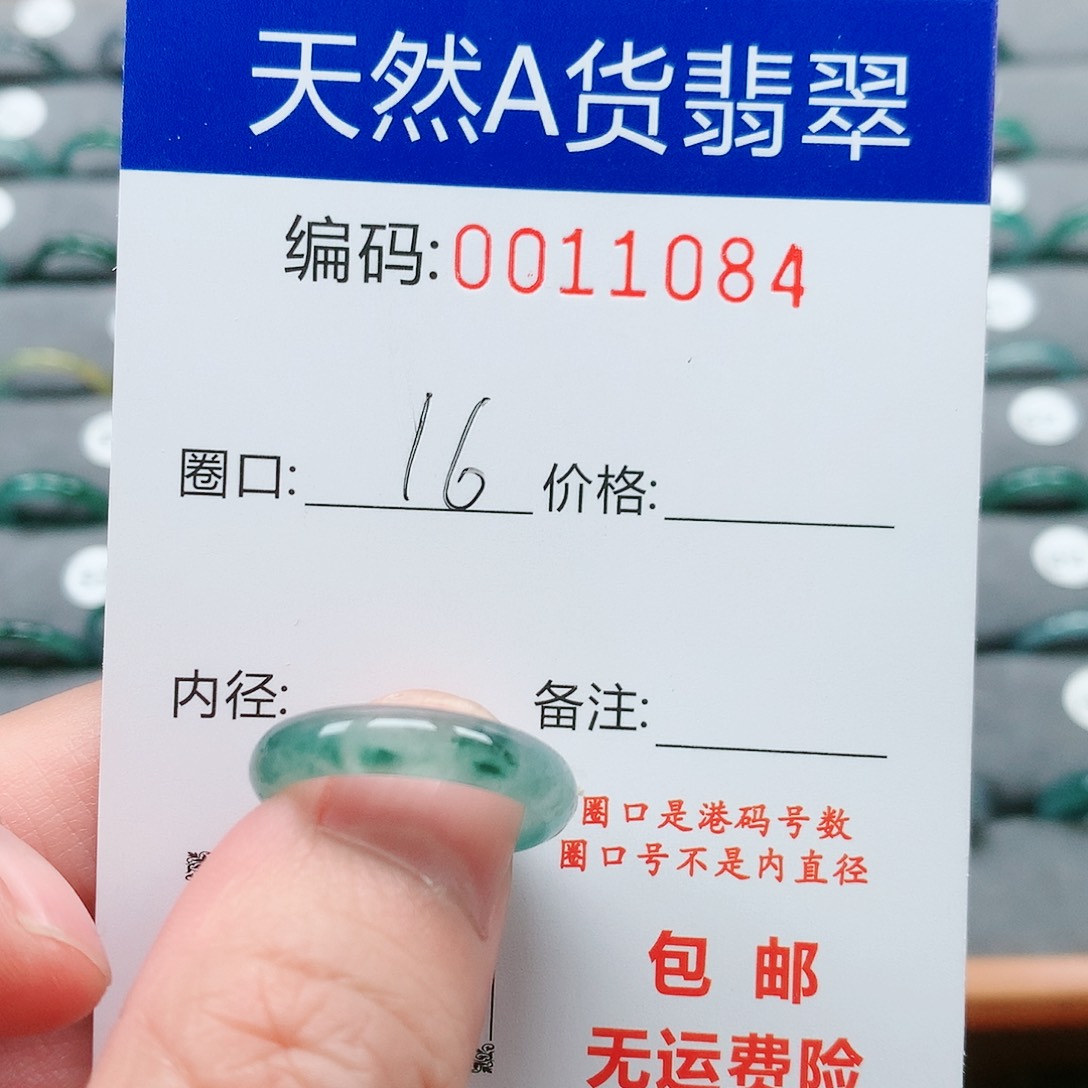 天然A货翡翠
编码:0011084
圈口: 16 价格:
内径: 备注:
圈口是港码号数
圈口号不是内直径
包 邮
无运费险